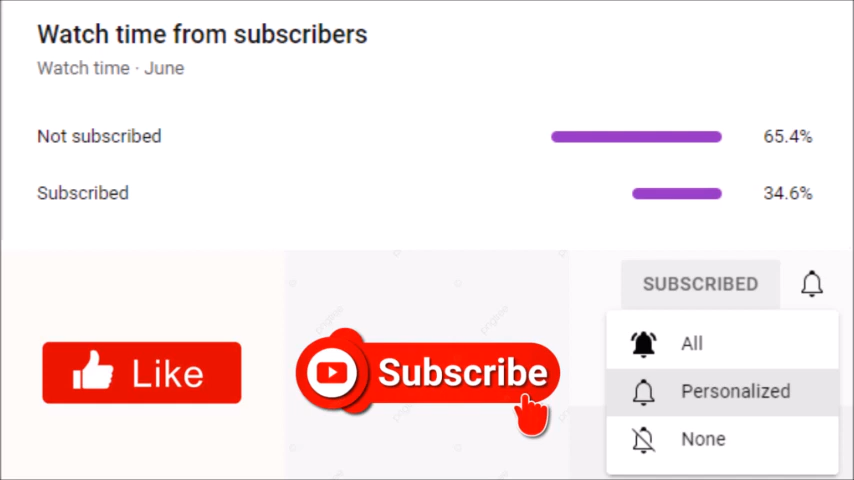 Watch time from subscribers
Watch time · June
Not subscribed 65.4%
Subscribed 34.6%
SUBSCRIBED
All
Like
Subscribe
Personalized
None